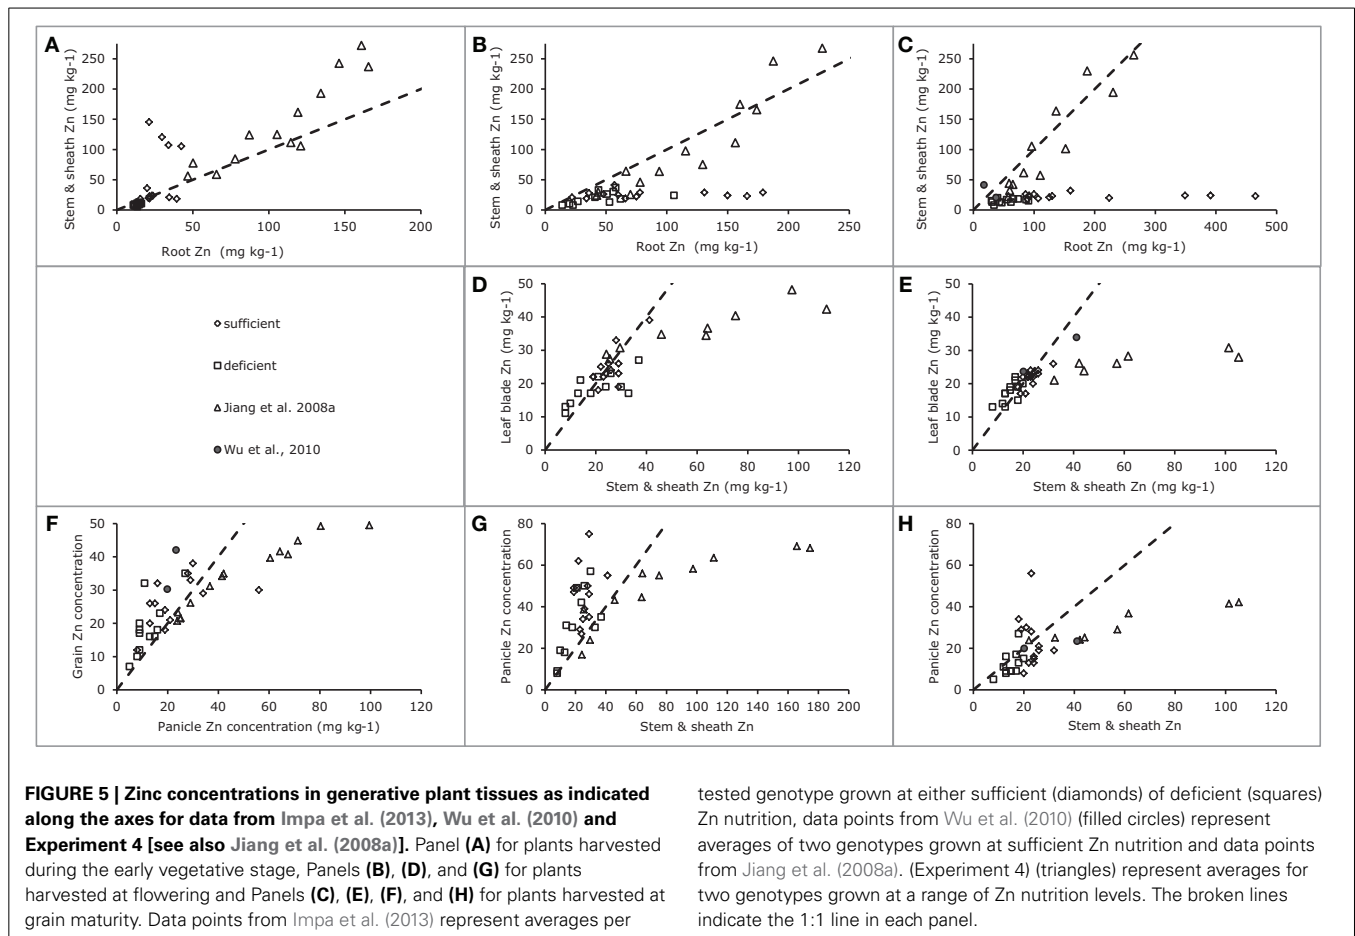 A
Stem & sheath Zn (mg kg-1)
250
200
150
100
50
0
0 50 100 150 200
Root Zn (mg kg-1)
B
Stem & sheath Zn (mg kg-1)
250
200
150
100
50
0
0 50 100 150 200 250
Root Zn (mg kg-1)
C
Stem & sheath Zn (mg kg-1)
250
200
150
100
50
0
0 100 200 300 400 500
Root Zn (mg kg-1)
sufficient
deficient
Jiang et al. 2008a
Wu et al., 2010
D
Leaf blade Zn (mg kg-1)
50
40
30
20
10
0
0 20 40 60 80 100 120
Stem & sheath Zn (mg kg-1)
E
Leaf blade Zn (mg kg-1)
50
40
30
20
10
0
0 20 40 60 80 100 120
Stem & sheath Zn (mg kg-1)
F
Grain Zn concentration
50
40
30
20
10
0
0 20 40 60 80 100 120
Panicle Zn concentration (mg kg-1)
G
Panicle Zn concentration
80
60
40
20
0
0 20 40 60 80 100 120 140 160 180 200
Stem & sheath Zn
H
Panicle Zn concentration
80
60
40
20
0
0 20 40 60 80 100 120
Stem & sheath Zn
FIGURE 5 | Zinc concentrations in generative plant tissues as indicated
along the axes for data from Impa et al. (2013), Wu et al. (2010) and
Experiment 4 [see also Jiang et al. (2008a)]. Panel (A) for plants harvested
during the early vegetative stage, Panels (B), (D), and (G) for plants
harvested at flowering and Panels (C), (E), (F), and (H) for plants harvested at
grain maturity. Data points from Impa et al. (2013) represent averages per
tested genotype grown at either sufficient (diamonds) of deficient (squares)
Zn nutrition, data points from Wu et al. (2010) (filled circles) represent
averages of two genotypes grown at sufficient Zn nutrition and data points
from Jiang et al. (2008a). (Experiment 4) (triangles) represent averages for
two genotypes grown at a range of Zn nutrition levels. The broken lines
indicate the 1:1 line in each panel.